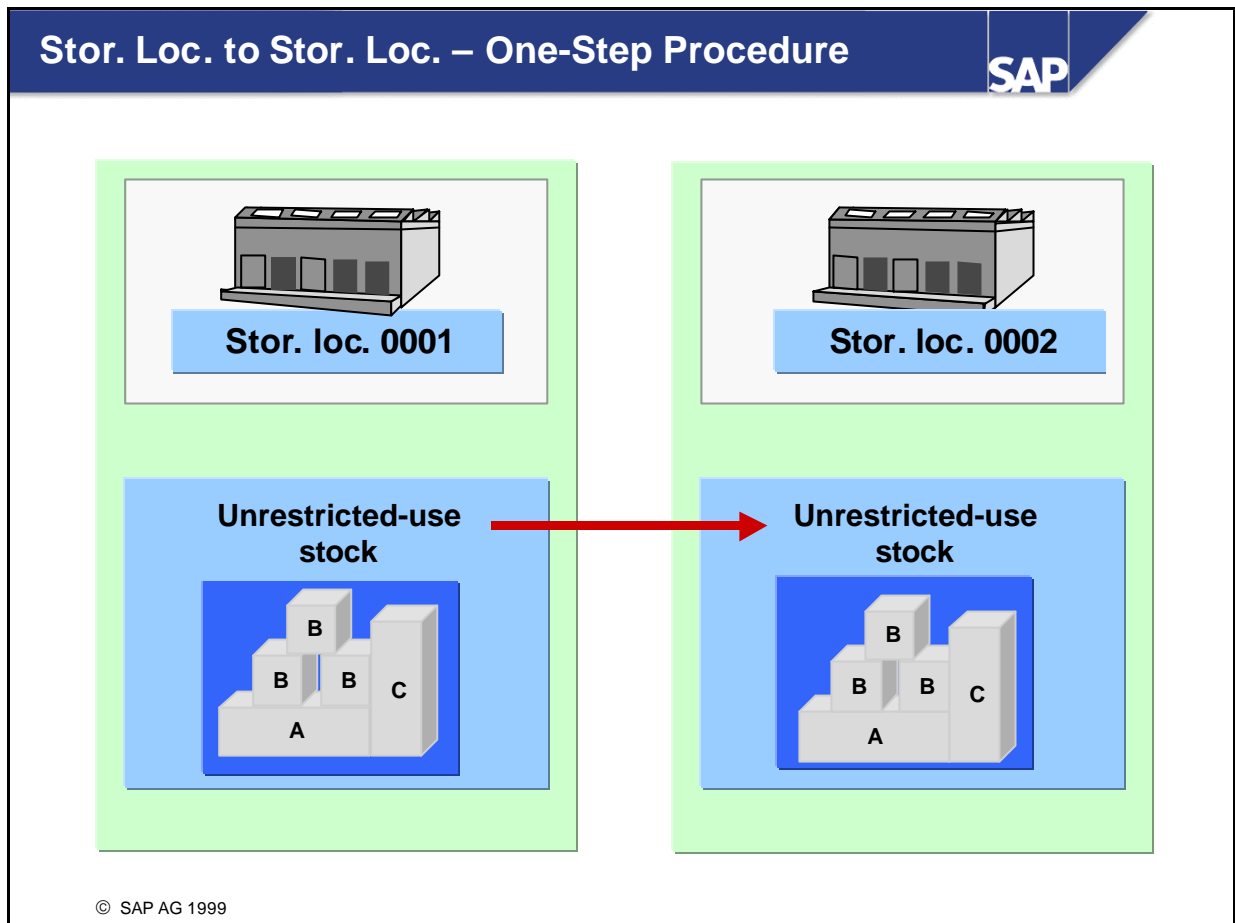 Stor. Loc. to Stor. Loc. – One-Step Procedure
SAP
Stor. loc. 0001
Stor. loc. 0002
Unrestricted-use
stock
B
B B C
A
Unrestricted-use
stock
B
B B C
A
© SAP AG 1999